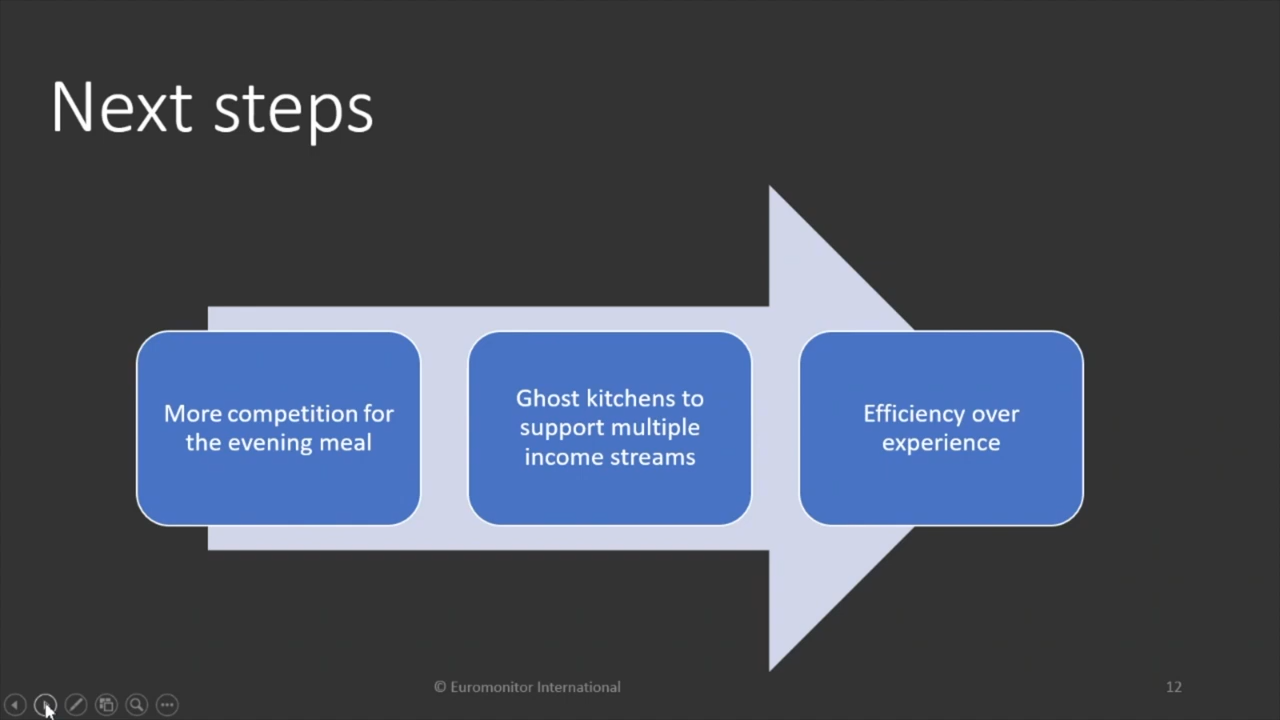 Next steps
More competition for
the evening meal
Ghost kitchens to
support multiple
income streams
Efficiency over
experience
© Euromonitor International
12